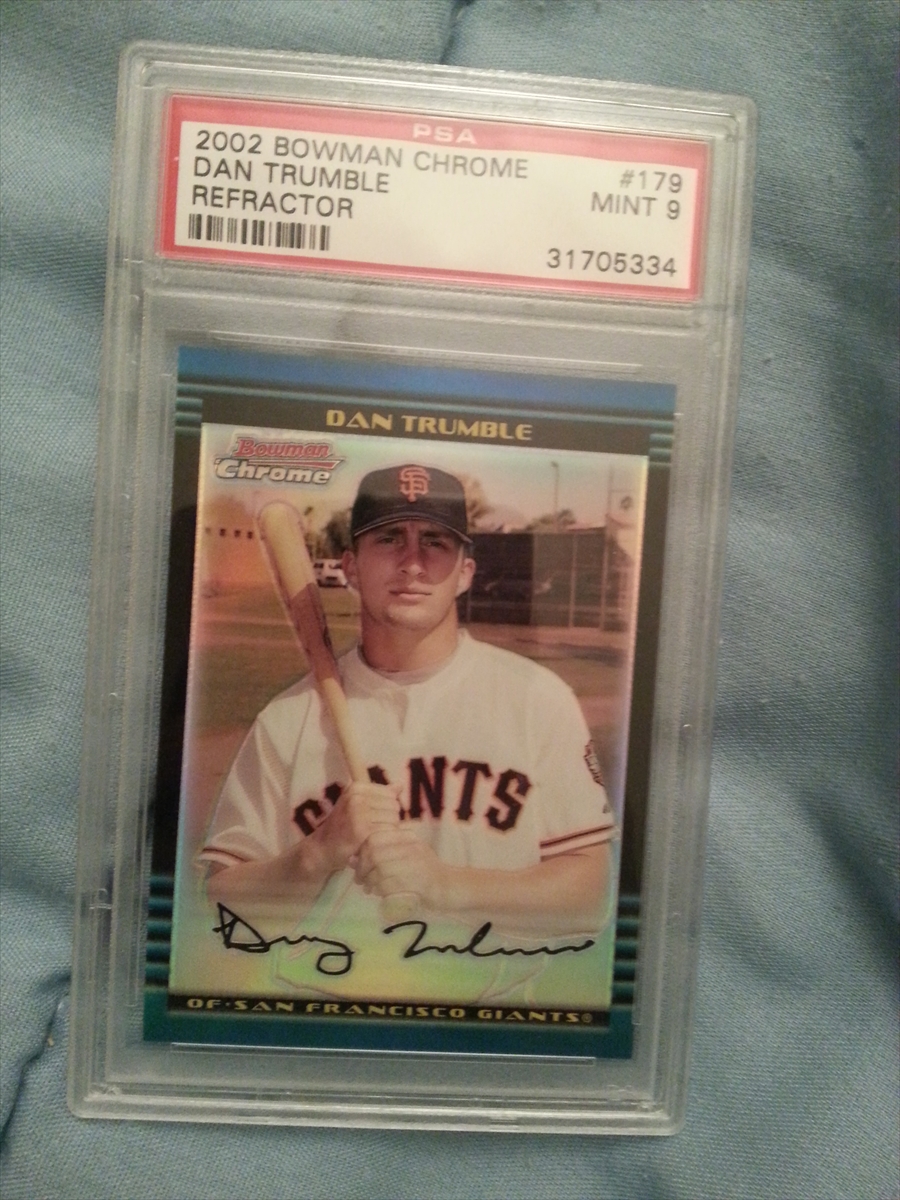 PSA
2002 BOWMAN CHROME #179
DAN TRUMBLE MINT 9
REFRACTOR
31705334
DAN TRUMBLE
Bowman
Chrome
SF
GIANTS
OF·SAN FRANCISCO GIANTS®